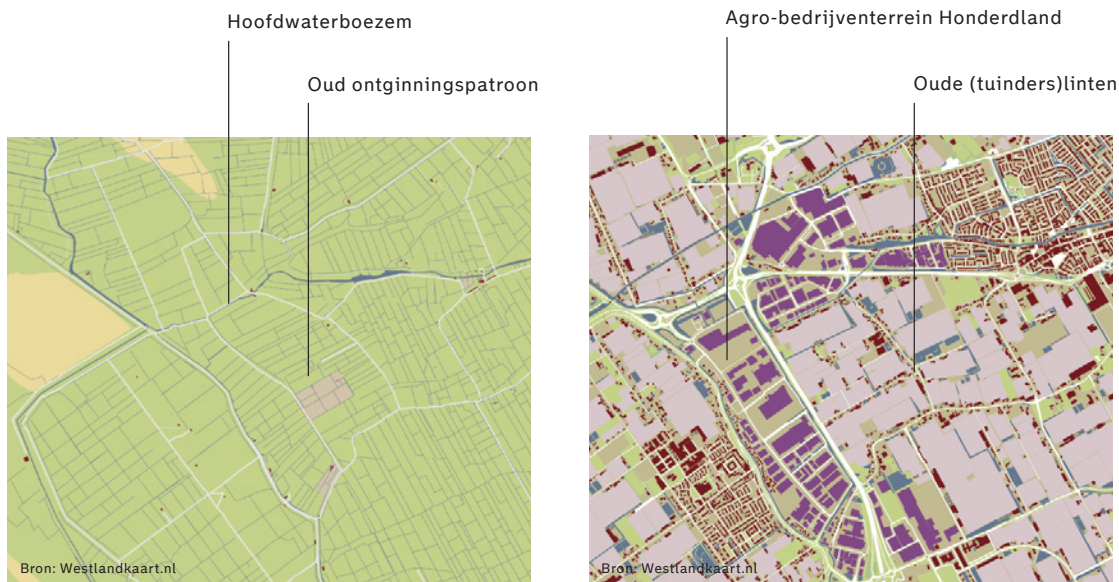 Hoofdwaterboezem
Oud ontginningspatroon
Bron: Westlandkaart.nl
Agro-bedrijventerrein Honderdland
Oude (tuinders)linten
Bron: Westlandkaart.nl